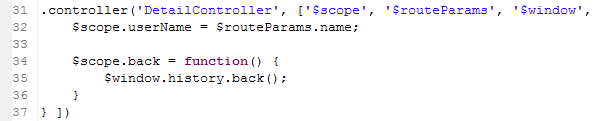 31 .controller('DetailController', ['$scope', '$routeParams', '$window',
32 $scope.userName = $routeParams.name;
33
34 $scope.back = function() {
35 $window.history.back();
36 }
37 } ])